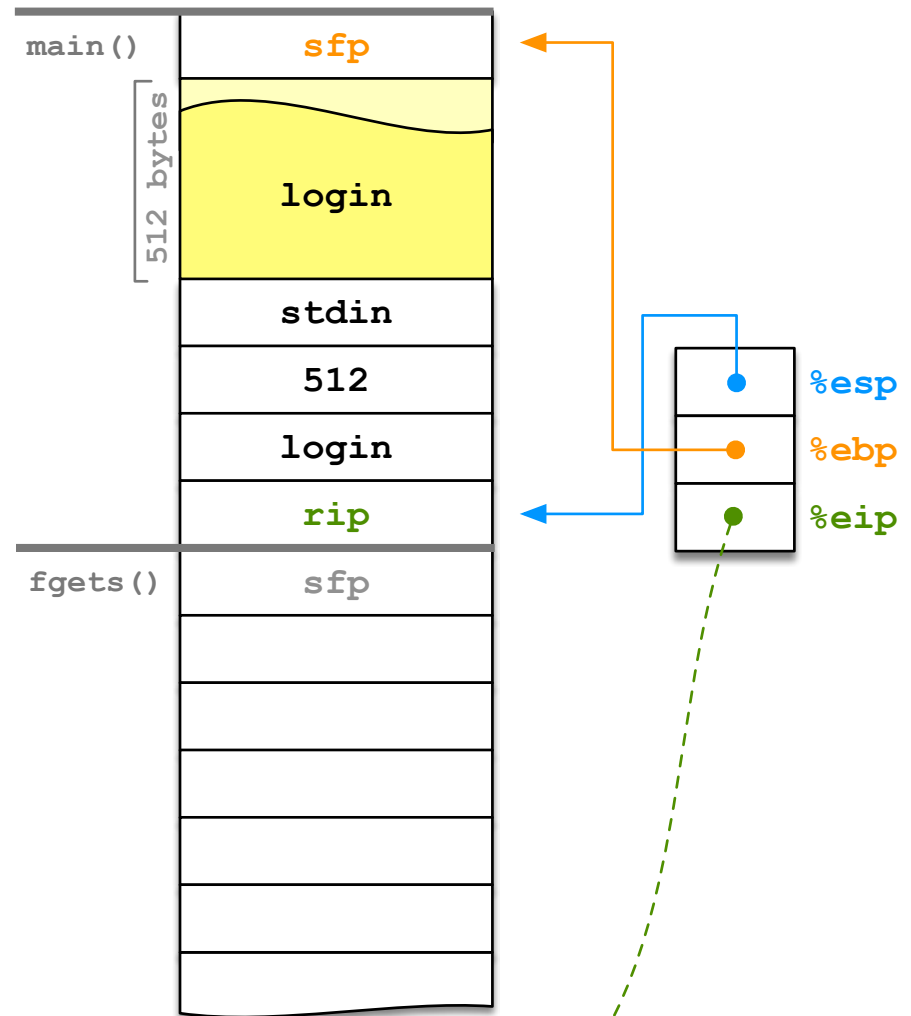 main()
sfp
512 bytes
login
stdin
512
login
rip
%esp
%ebp
%eip
fgets()
sfp